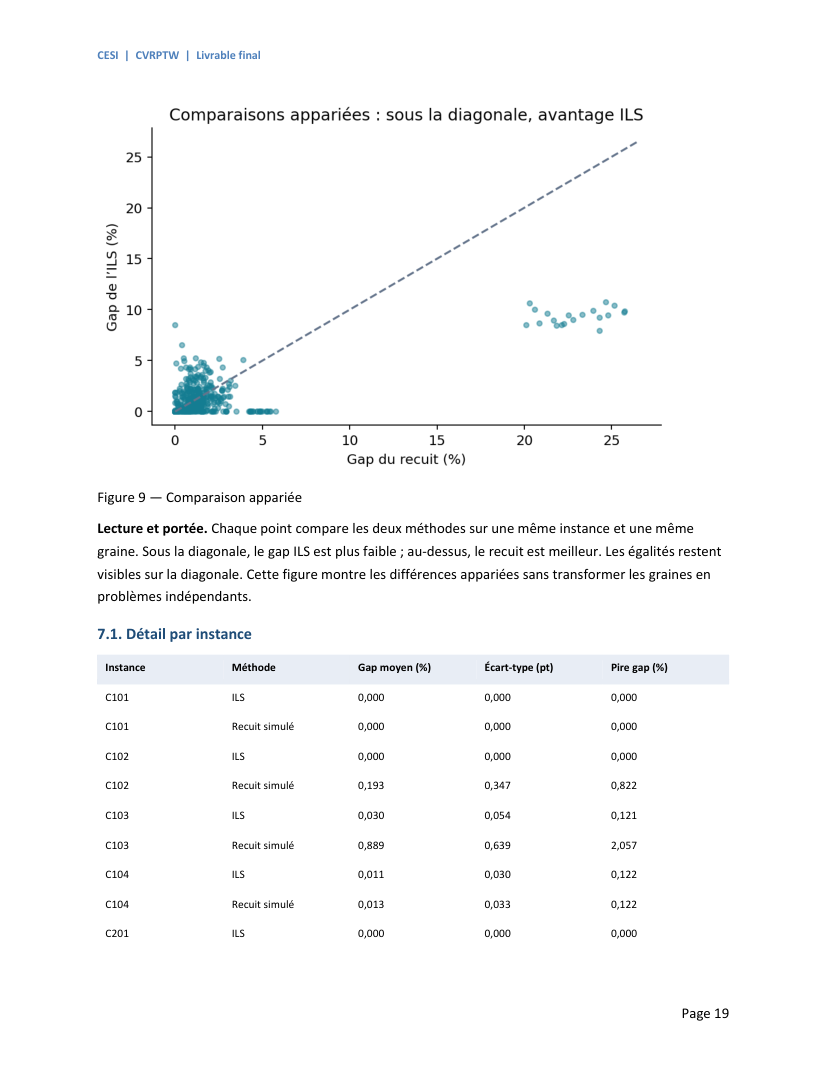 CESI | CVRPTW | Livrable final
Comparaisons appariées : sous la diagonale, avantage ILS
25
20
15
10
5
0
Gap de l'ILS (%)
0 5 10 15 20 25
Gap du recuit (%)
Figure 9 — Comparaison appariée
Lecture et portée. Chaque point compare les deux méthodes sur une même instance et une même
graine. Sous la diagonale, le gap ILS est plus faible ; au-dessus, le recuit est meilleur. Les égalités restent
visibles sur la diagonale. Cette figure montre les différences appariées sans transformer les graines en
problèmes indépendants.
7.1. Détail par instance
Instance Méthode Gap moyen (%) Écart-type (pt) Pire gap (%)
C101 ILS 0,000 0,000 0,000
C101 Recuit simulé 0,000 0,000 0,000
C102 ILS 0,000 0,000 0,000
C102 Recuit simulé 0,193 0,347 0,822
C103 ILS 0,030 0,054 0,121
C103 Recuit simulé 0,889 0,639 2,057
C104 ILS 0,011 0,030 0,122
C104 Recuit simulé 0,013 0,033 0,122
C201 ILS 0,000 0,000 0,000
Page 19